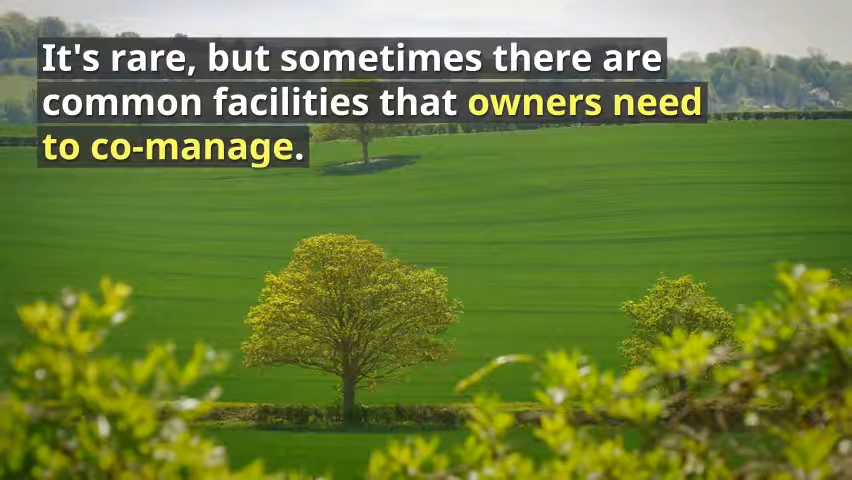 It's rare, but sometimes there are
common facilities that owners need
to co-manage.